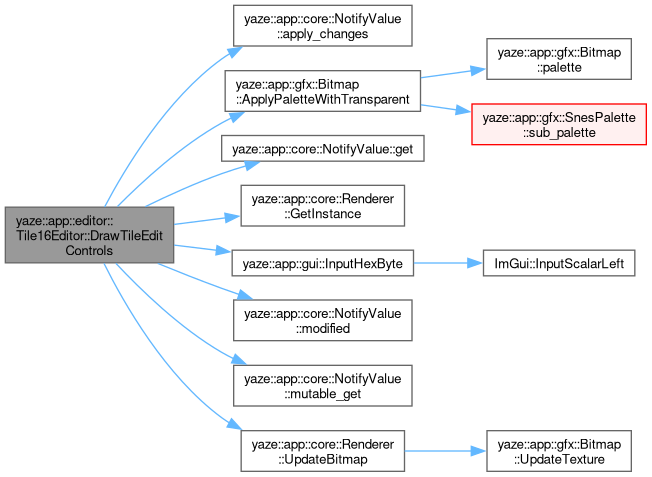 yaze::app::editor::
Tile16Editor::DrawTileEdit
Controls
yaze::app::core::NotifyValue
::apply_changes
yaze::app::gfx::Bitmap
::ApplyPaletteWithTransparent
yaze::app::gfx::Bitmap
::palette
yaze::app::gfx::SnesPalette
::sub_palette
yaze::app::core::NotifyValue::get
yaze::app::core::Renderer
::GetInstance
yaze::app::gui::InputHexByte
ImGui::InputScalarLeft
yaze::app::core::NotifyValue
::modified
yaze::app::core::NotifyValue
::mutable_get
yaze::app::core::Renderer
::UpdateBitmap
yaze::app::gfx::Bitmap
::UpdateTexture